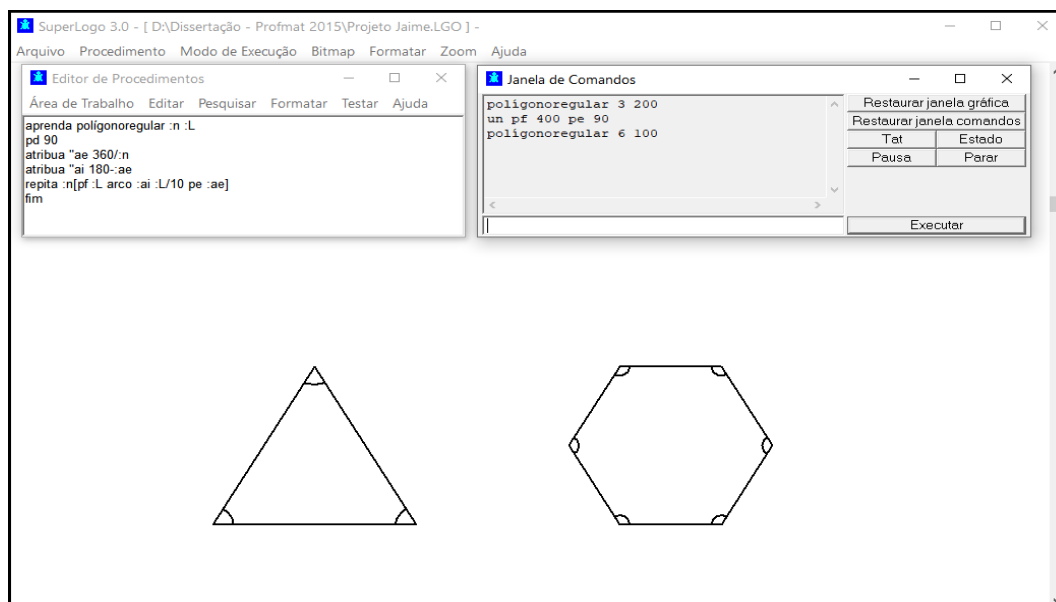 SuperLogo 3.0 - [ D:\Dissertação - Profmat 2015\Projeto Jaime.LGO ] -
Arquivo Procedimento Modo de Execução Bitmap Formatar Zoom Ajuda
Editor de Procedimentos
Área de Trabalho Editar Pesquisar Formatar Testar Ajuda
aprenda polígonoregular :n :L
pd 90
atribua "ae 360/:n
atribua "ai 180-:ae
repita :n[pf :L arco :ai :L/10 pe :ae]
fim
Janela de Comandos
polígonoregular 3 200
un pf 400 pe 90
polígonoregular 6 100
Restaurar janela gráfica
Restaurar janela comandos
Tat Estado
Pausa Parar
Executar